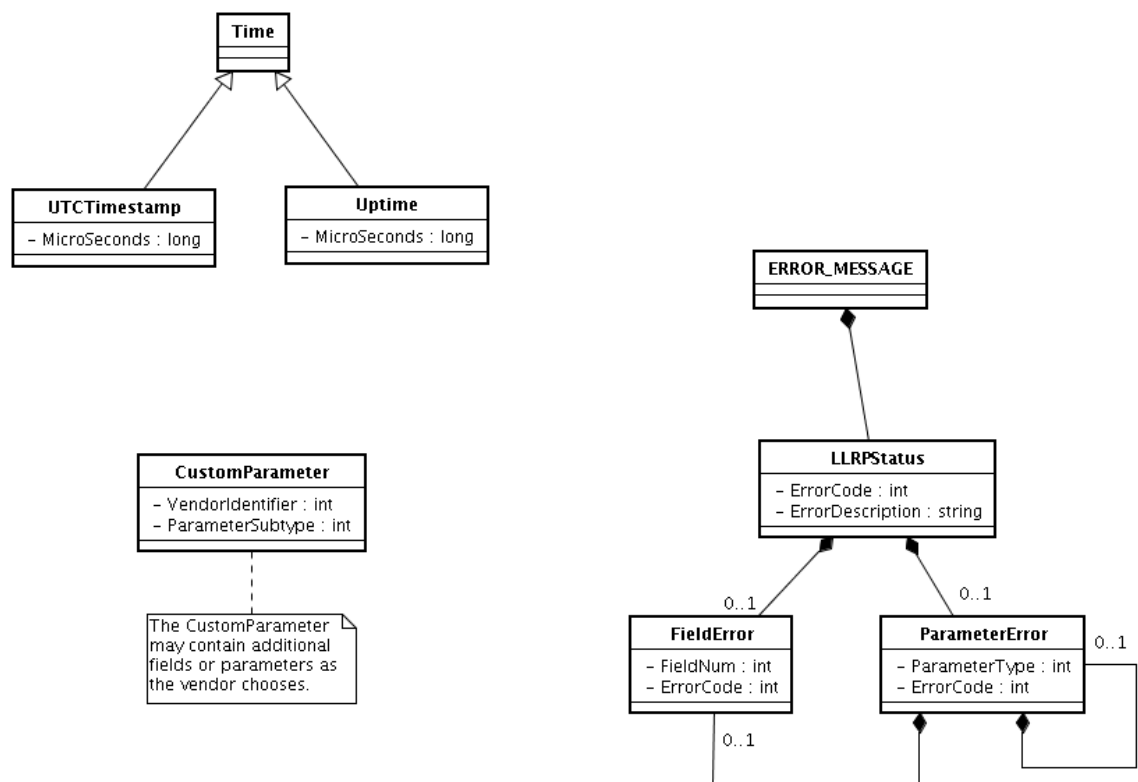 Time
UTCTimestamp
- MicroSeconds : long
Uptime
- MicroSeconds : long
ERROR_MESSAGE
CustomParameter
- VendorIdentifier : int
- ParameterSubtype : int
The CustomParameter
may contain additional
fields or parameters as
the vendor chooses.
LLRPStatus
- ErrorCode : int
- ErrorDescription : string
0..1
0..1
FieldError
- FieldNum : int
- ErrorCode : int
0..1
ParameterError
- ParameterType : int
- ErrorCode : int
0..1